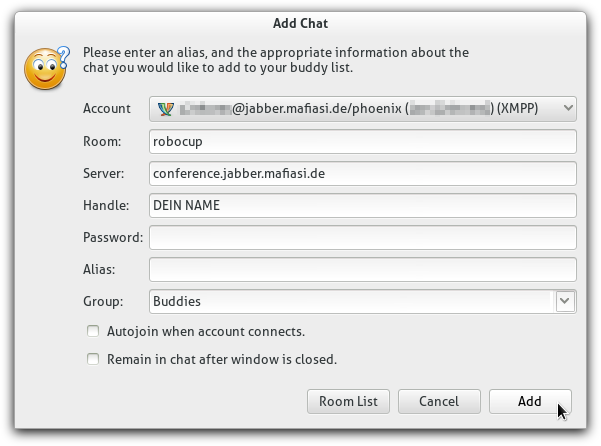 Add Chat
Please enter an alias, and the appropriate information about the
chat you would like to add to your buddy list.
Account @jabber.mafiasi.de/phoenix ( ) (XMPP)
Room: robocup
Server: conference.jabber.mafiasi.de
Handle: DEIN NAME
Password:
Alias:
Group: Buddies
Autojoin when account connects.
Remain in chat after window is closed.
Room List Cancel Add